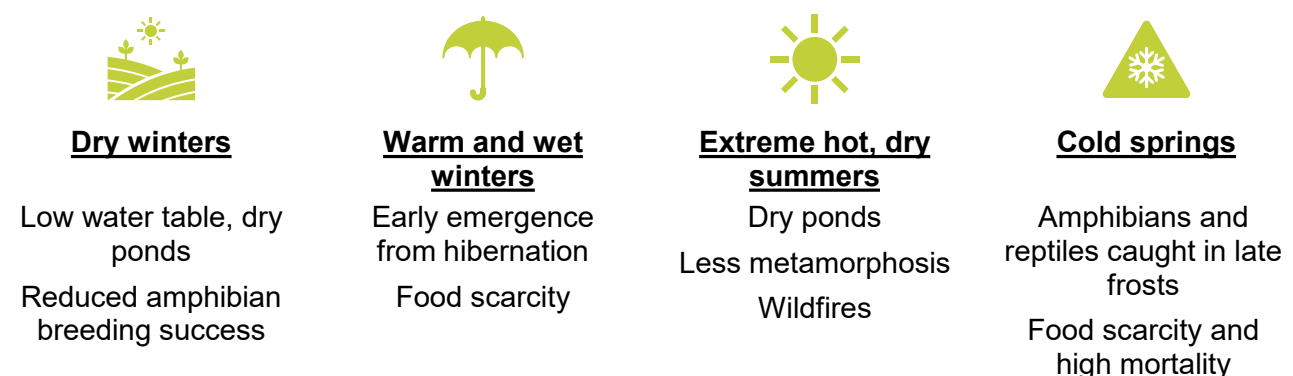 Dry winters
Low water table, dry
ponds
Reduced amphibian
breeding success
Warm and wet
winters
Early emergence
from hibernation
Food scarcity
Extreme hot, dry
summers
Dry ponds
Less metamorphosis
Wildfires
Cold springs
Amphibians and
reptiles caught in late
frosts
Food scarcity and
high mortality